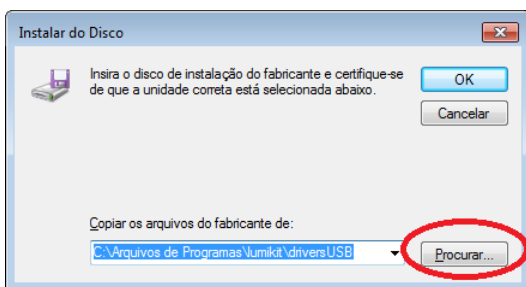 Instalar do Disco
Insira o disco de instalação do fabricante e certifique-se
de que a unidade correta está selecionada abaixo.
OK
Cancelar
Copiar os arquivos do fabricante de:
C:\Arquivos de Programas\lumikit\driversUSB
Procurar...